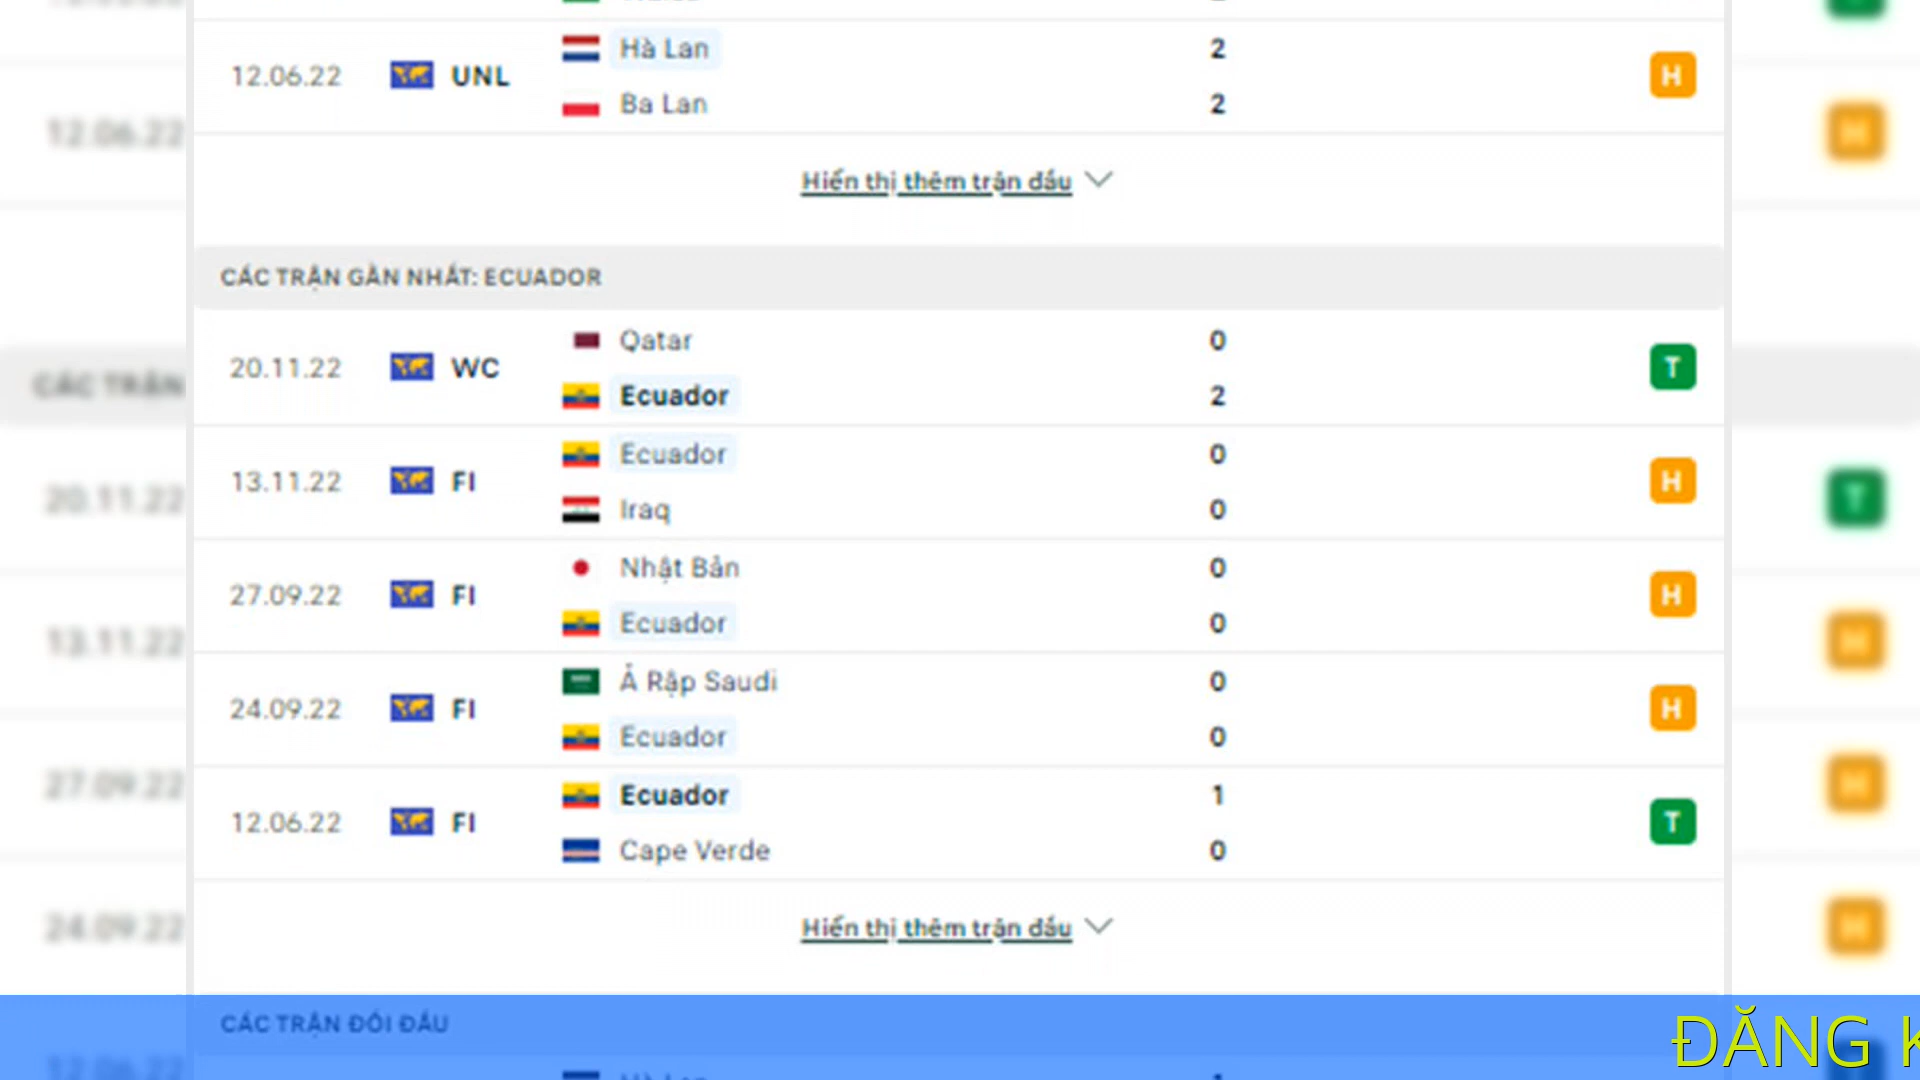 12.06.22 UNL Hà Lan 2 H
Ba Lan 2
Hiển thị thêm trận đấu
CÁC TRẬN GẦN NHẤT: ECUADOR
20.11.22 WC Qatar 0 T
Ecuador 2
13.11.22 FI Ecuador 0 H
Iraq 0
27.09.22 FI Nhật Bản 0 H
Ecuador 0
24.09.22 FI Ả Rập Saudi 0 H
Ecuador 0
12.06.22 FI Ecuador 1 T
Cape Verde 0
Hiển thị thêm trận đấu
CÁC TRẬN ĐỐI ĐẦU
ĐĂNG K